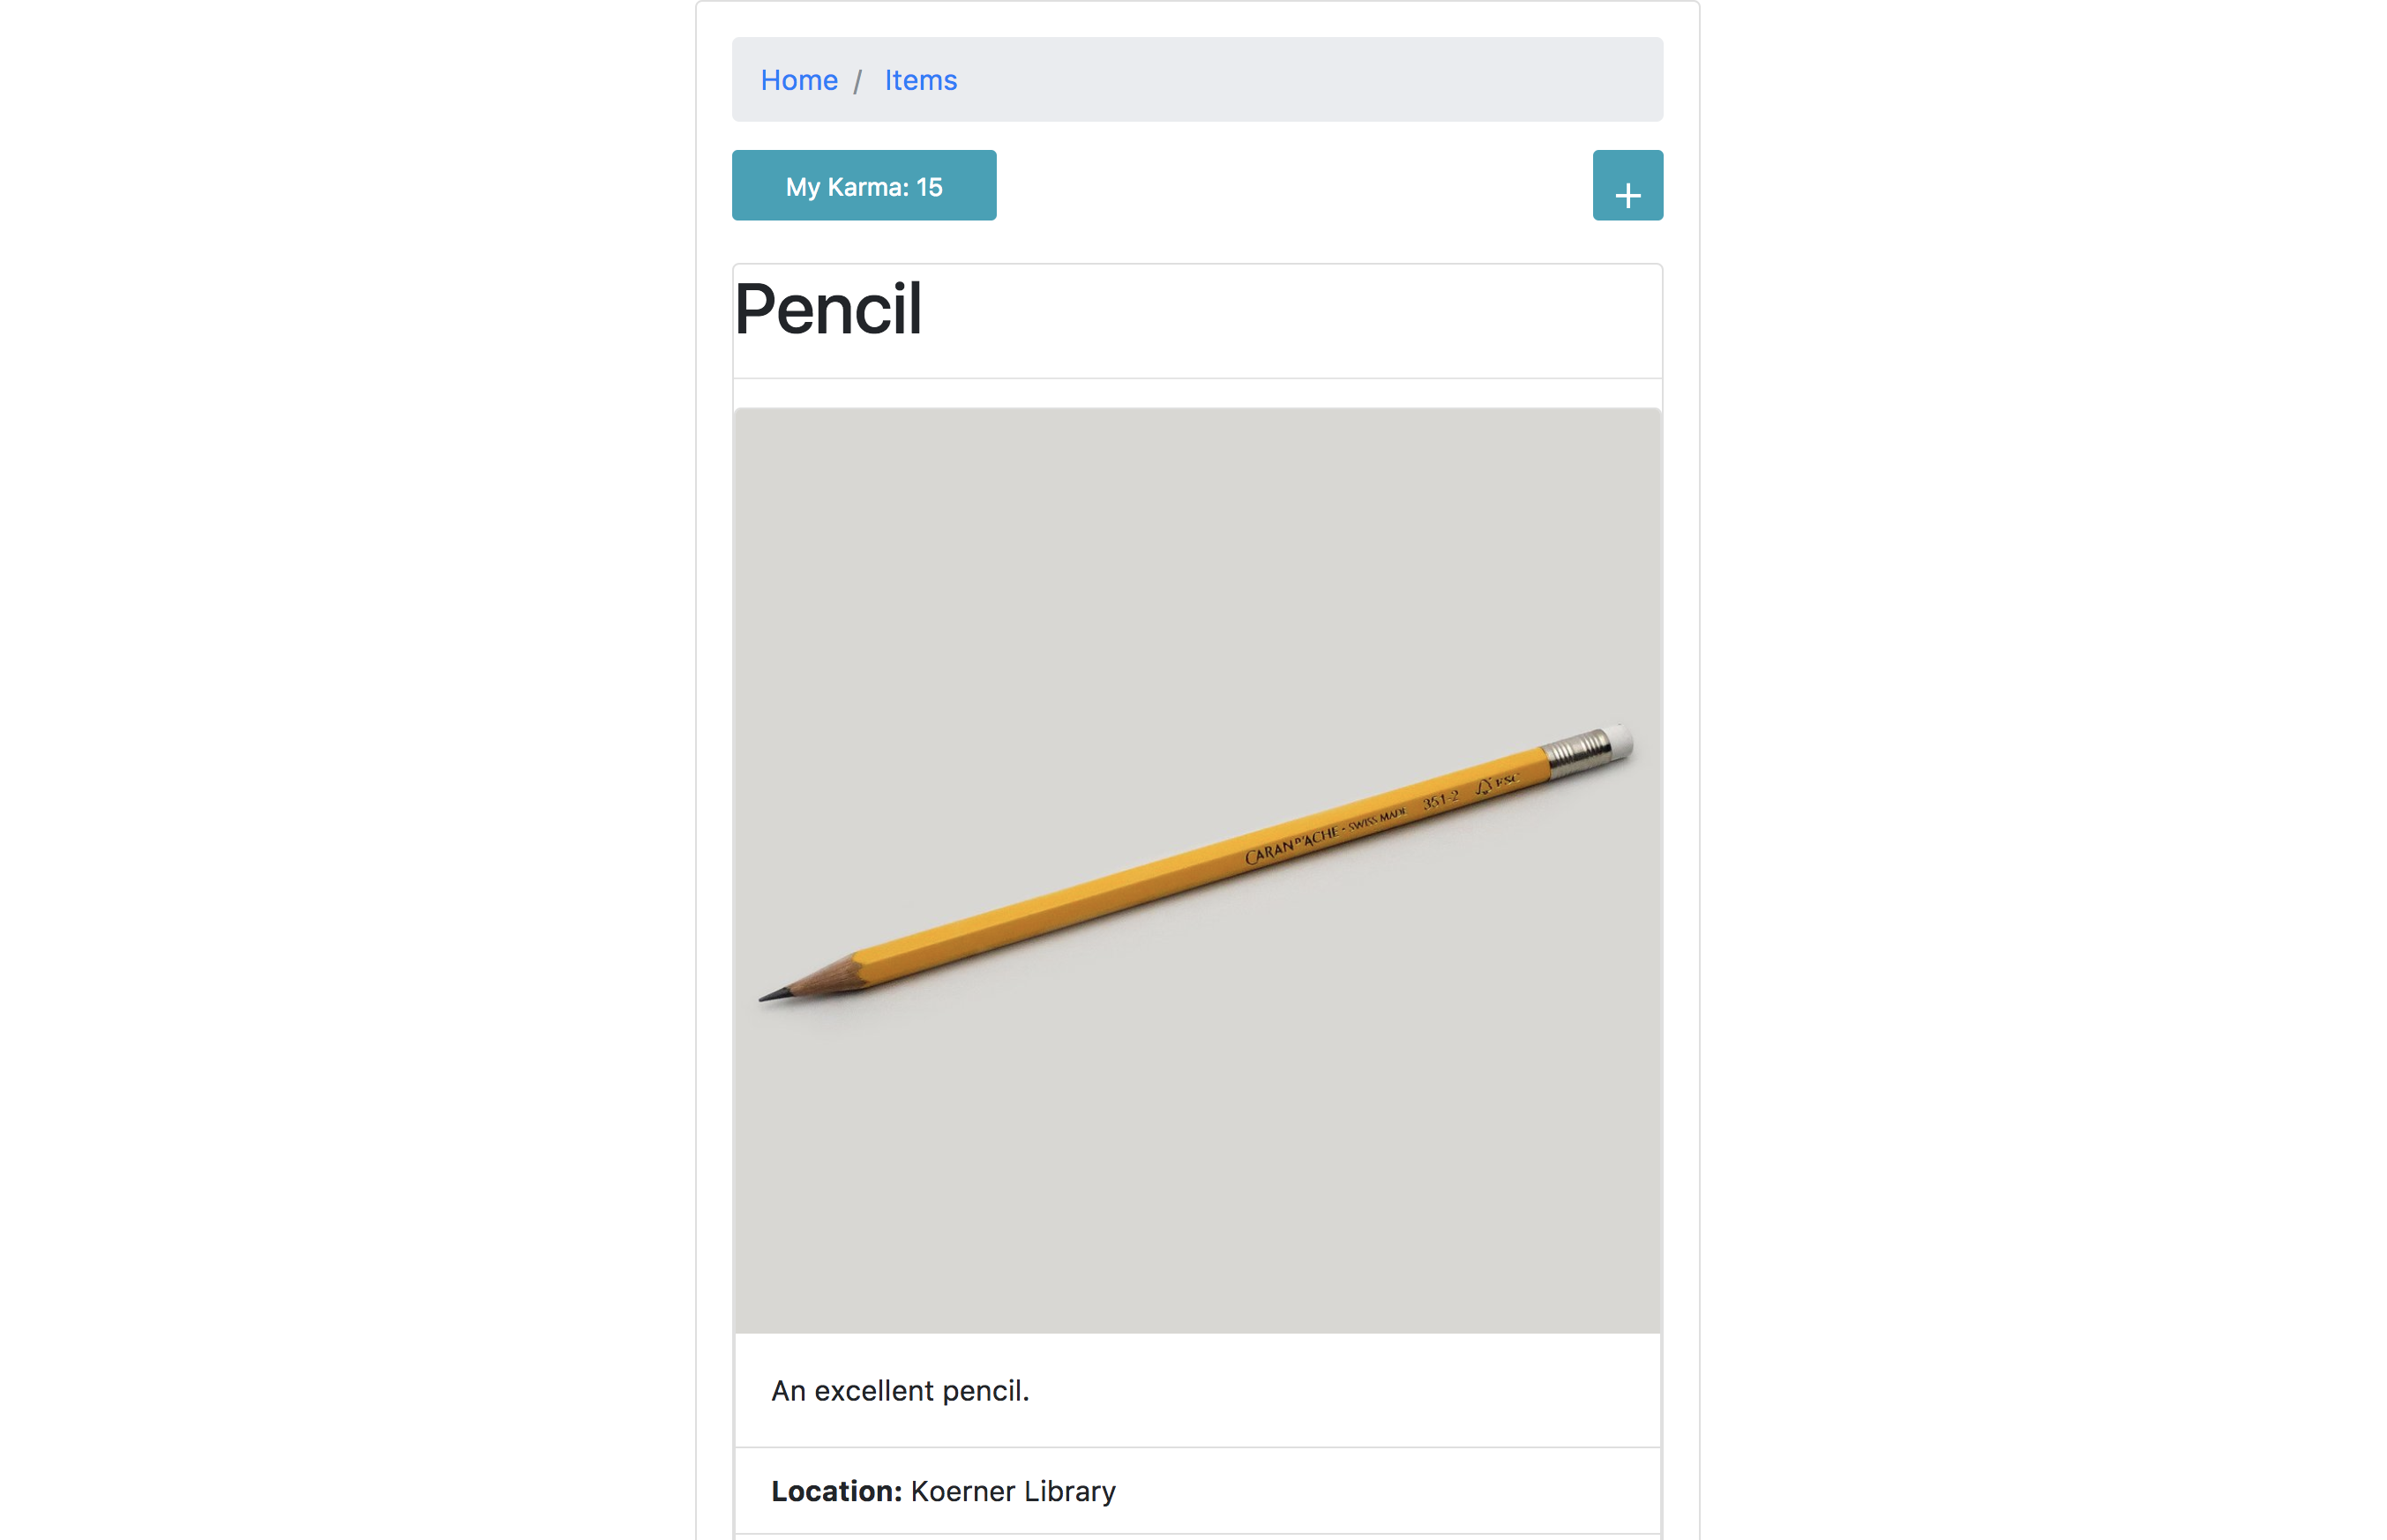 Home / Items
My Karma: 15 +
Pencil
CARAN D'ACHE - SWISS MADE 351-2 FSC
An excellent pencil.
Location: Koerner Library